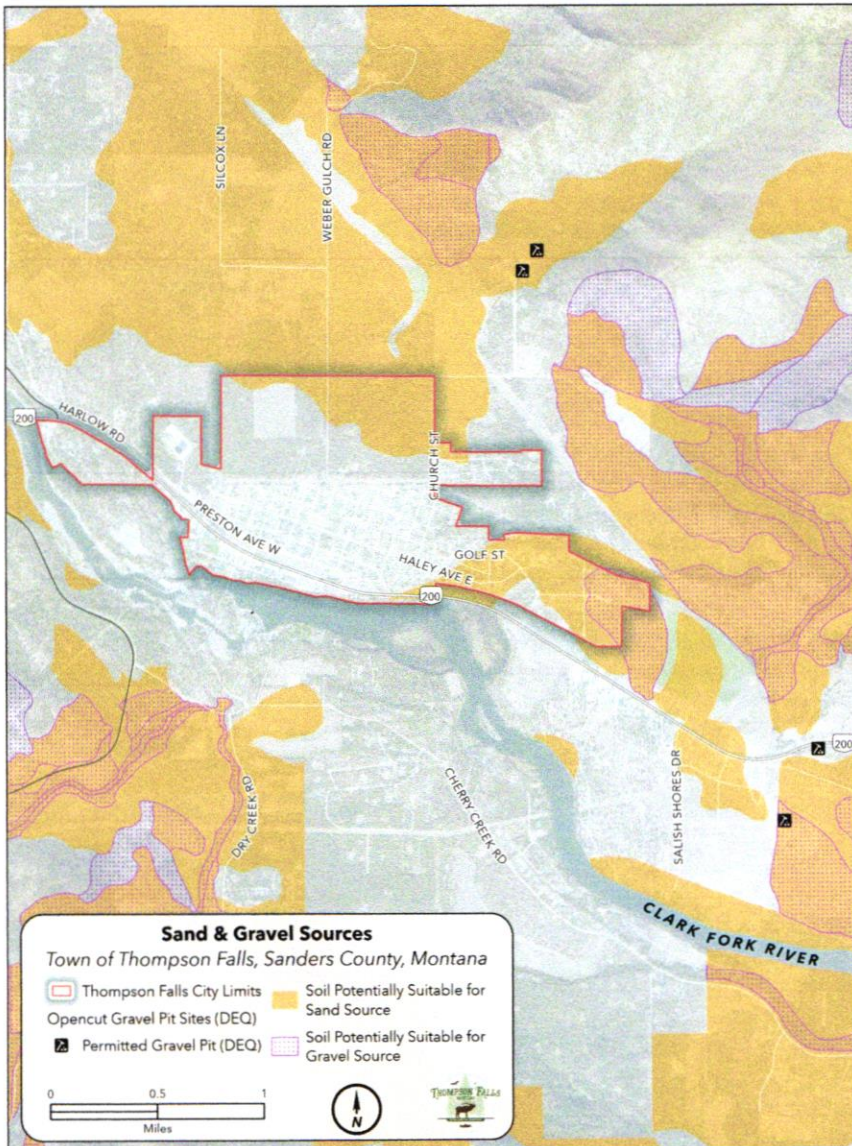 SILCOX LN
WEBER GULCH RD
200
HARLOW RD
CHURCH ST
PRESTON AVE W
GOLF ST
HALEY AVE E
200
200
DRY CREEK RD
CHERRY CREEK RD
SALISH SHORES DR
CLARK FORK RIVER
Sand & Gravel Sources
Town of Thompson Falls, Sanders County, Montana
Thompson Falls City Limits
Opencut Gravel Pit Sites (DEQ)
Permitted Gravel Pit (DEQ)
Soil Potentially Suitable for
Sand Source
Soil Potentially Suitable for
Gravel Source
0 0.5 1
Miles
N
THOMPSON FALLS